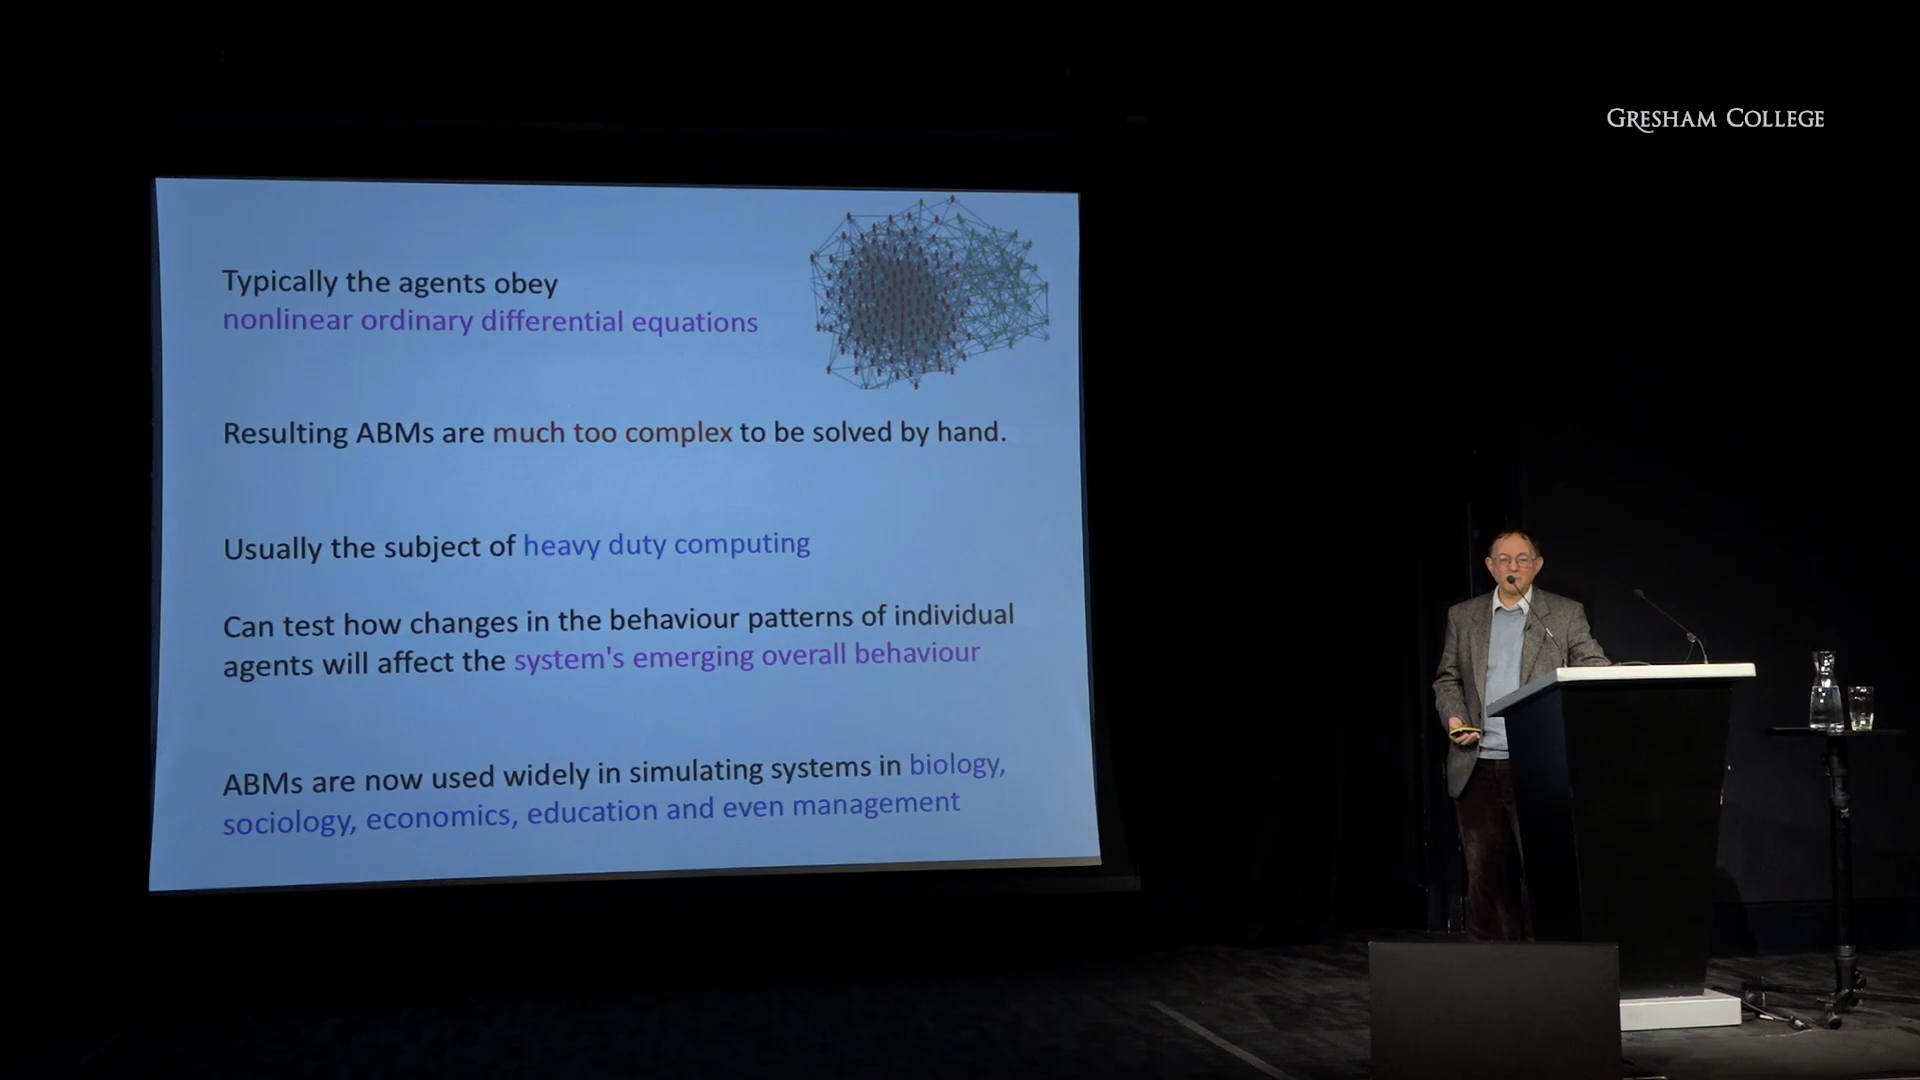 GRESHAM COLLEGE
Typically the agents obey
nonlinear ordinary differential equations
Resulting ABMs are much too complex to be solved by hand.
Usually the subject of heavy duty computing
Can test how changes in the behaviour patterns of individual
agents will affect the system's emerging overall behaviour
ABMs are now used widely in simulating systems in biology,
sociology, economics, education and even management